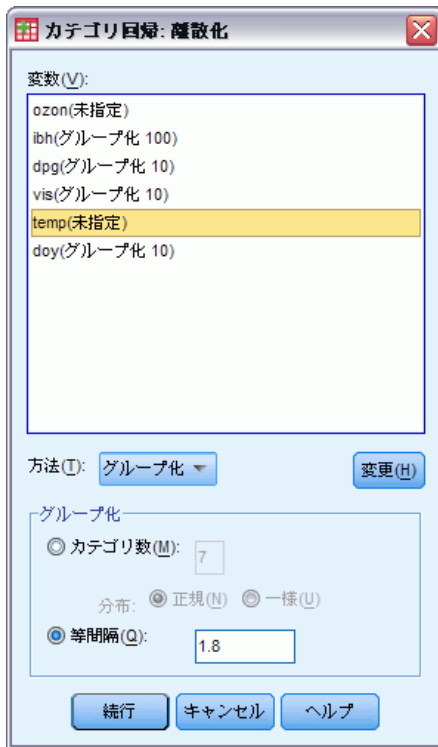 カテゴリ回帰: 離散化
変数(V):
ozon(未指定)
ibh(グループ化 100)
dpg(グループ化 10)
vis(グループ化 10)
temp(未指定)
doy(グループ化 10)
方法(T): グループ化 変更(H)
グループ化
カテゴリ数(M): 7
分布: 正規(N) 一様(U)
等間隔(Q): 1.8
続行 キャンセル ヘルプ